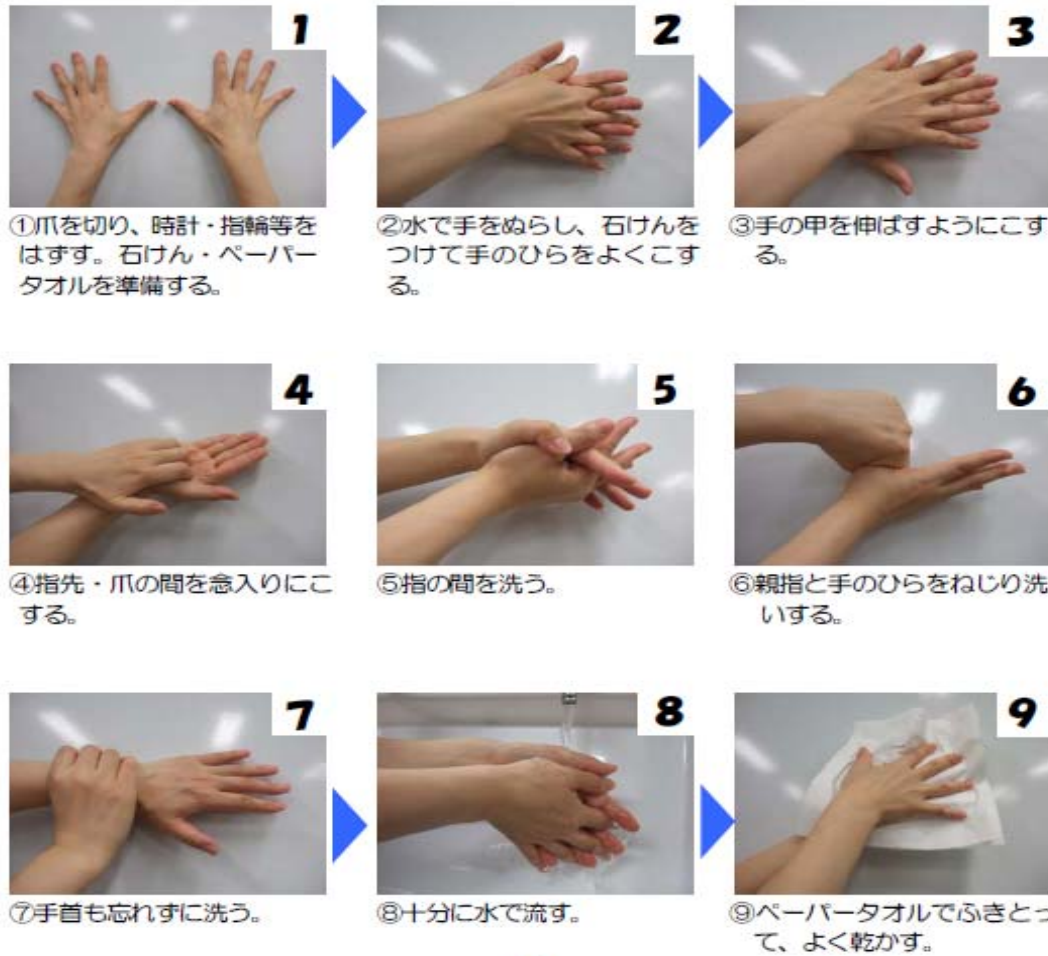 1
①爪を切り、時計・指輪等を
はずす。石けん・ペーパー
タオルを準備する。
2
②水で手をぬらし、石けんを
つけて手のひらをよくこす
る。
3
③手の甲を伸ばすようにこす
る。
4
④指先・爪の間を念入りにこ
する。
5
⑤指の間を洗う。
6
⑥親指と手のひらをねじり洗
いする。
7
⑦手首も忘れずに洗う。
8
⑧十分に水で流す。
9
⑨ペーパータオルでふきとっ
て、よく乾かす。